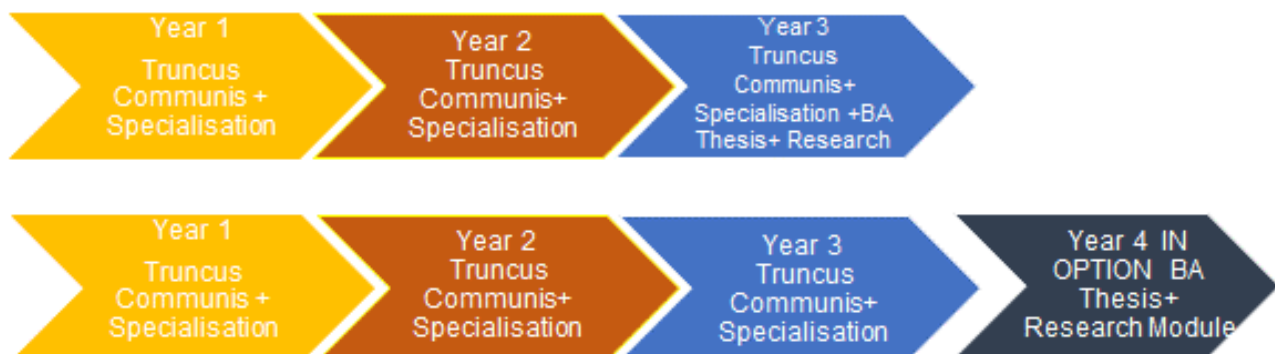 Year 1
Truncus
Communis +
Specialisation
Year 2
Truncus
Communis+
Specialisation
Year 3
Truncus
Communis+
Specialisation +BA
Thesis+ Research
Year 1
Truncus
Communis +
Specialisation
Year 2
Truncus
Communis+
Specialisation
Year 3
Truncus
Communis+
Specialisation
Year 4 IN
OPTION BA
Thesis+
Research Module